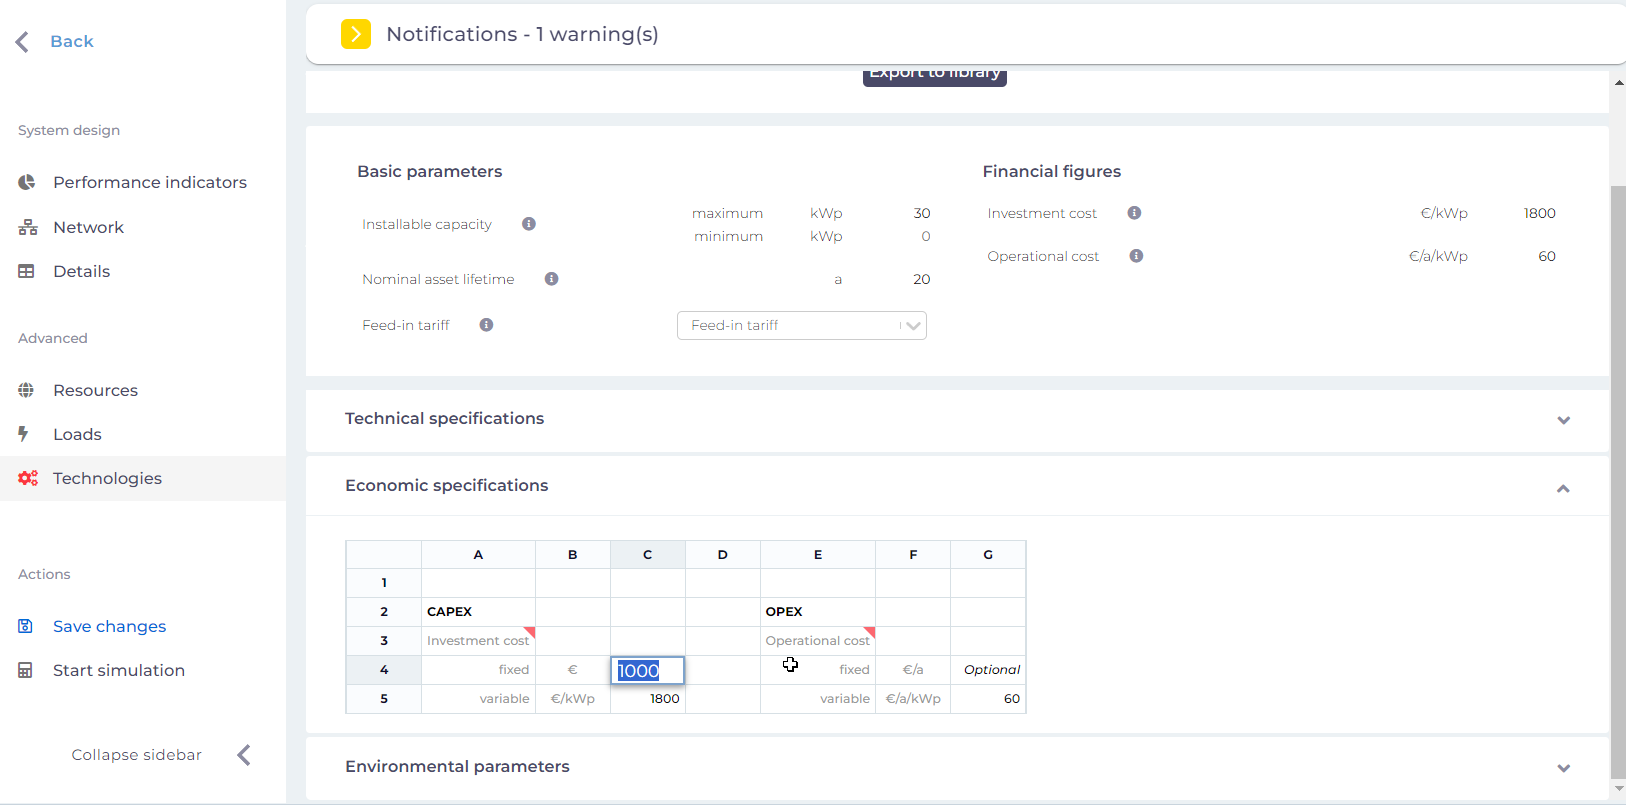 Back
System design
Performance indicators
Network
Details
Advanced
Resources
Loads
Technologies
Actions
Save changes
Start simulation
Collapse sidebar
Notifications - 1 warning(s)
Export to library
Basic parameters
Installable capacity maximum kWp 30
minimum kWp 0
Nominal asset lifetime a 20
Feed-in tariff Feed-in tariff
Financial figures
Investment cost €/kWp 1800
Operational cost €/a/kWp 60
Technical specifications
Economic specifications
A B C D E F G
1
2 CAPEX OPEX
3 Investment cost Operational cost
4 fixed € 1000 fixed €/a Optional
5 variable €/kWp 1800 variable €/a/kWp 60
Environmental parameters